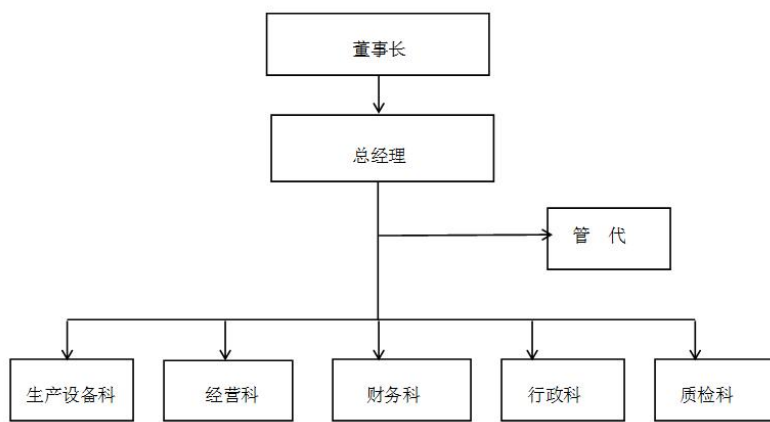 董事长
总经理
管 代
生产设备科
经营科
财务科
行政科
质检科